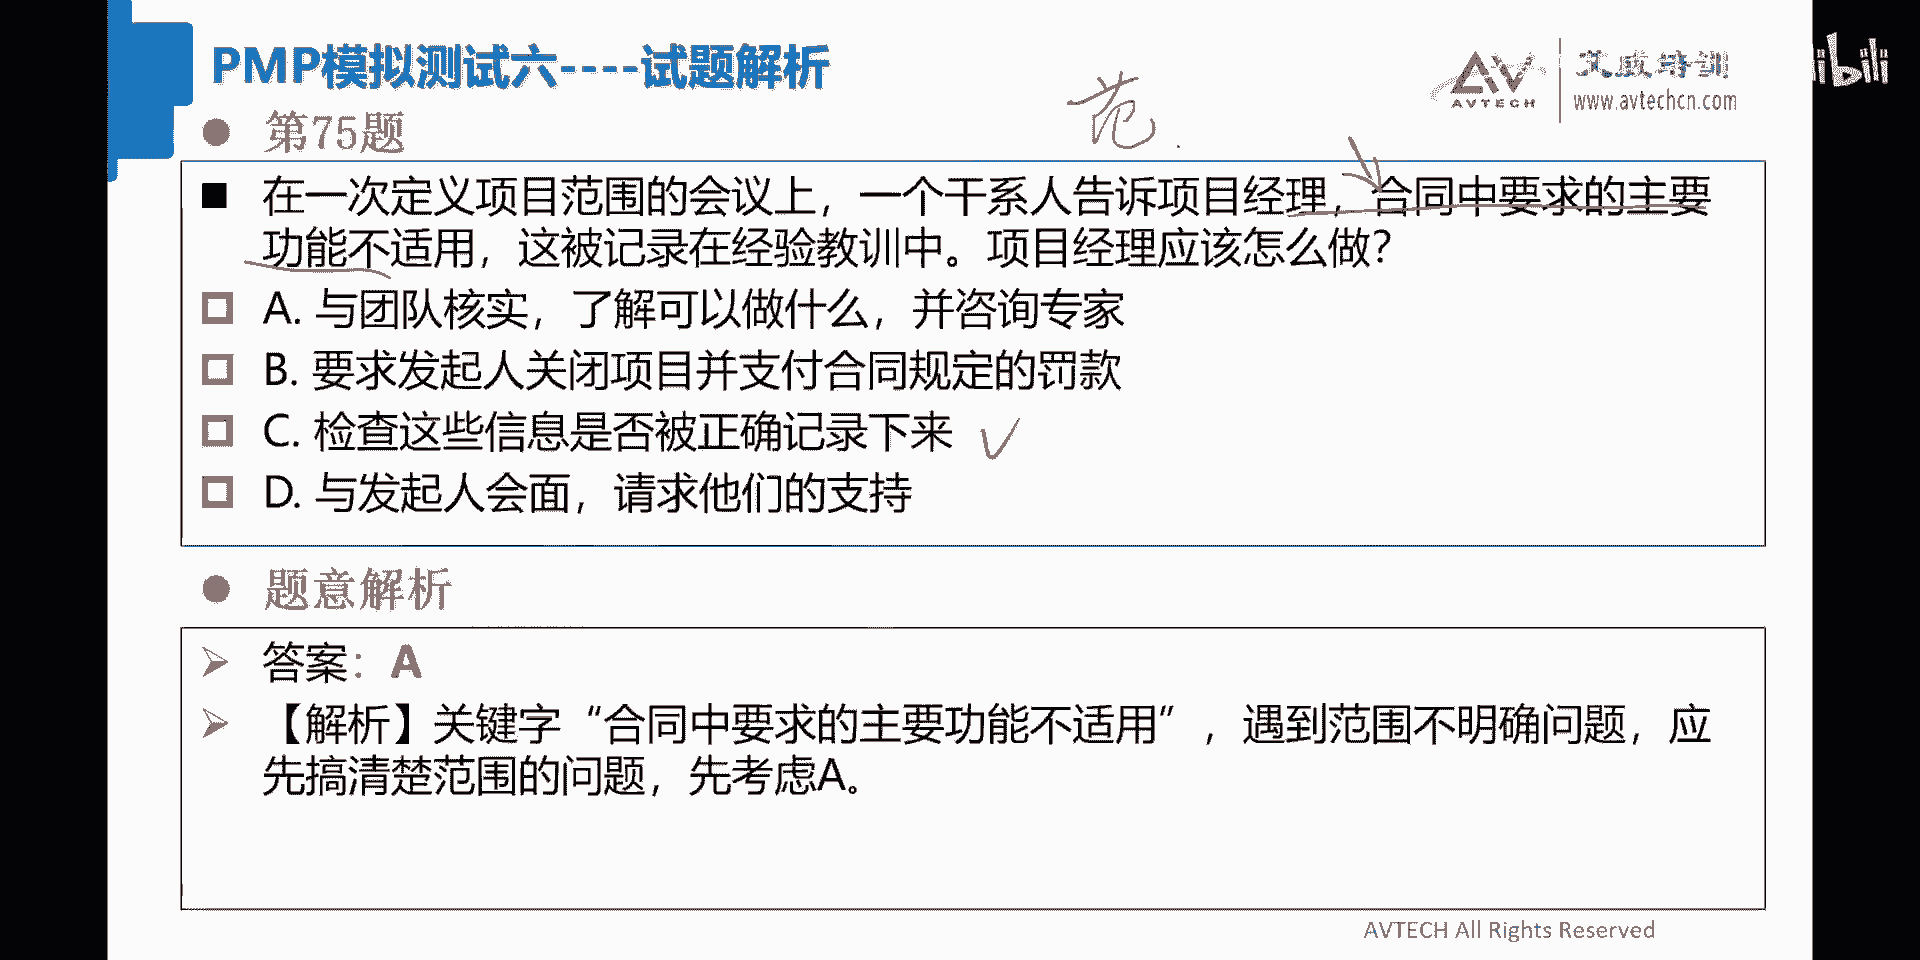 PMP模拟测试六----试题解析
艾威培训
AVTECH
www.avtechcn.com
bili
第75题
范
在一次定义项目范围的会议上，一个干系人告诉项目经理，合同中要求的主要
功能不适用，这被记录在经验教训中。项目经理应该怎么做？
A. 与团队核实，了解可以做什么，并咨询专家
B. 要求发起人关闭项目并支付合同规定的罚款
C. 检查这些信息是否被正确记录下来
D. 与发起人会面，请求他们的支持
题意解析
答案：A
【解析】关键字“合同中要求的主要功能不适用”，遇到范围不明确问题，应
先搞清楚范围的问题，先考虑A。
AVTECH All Rights Reserved